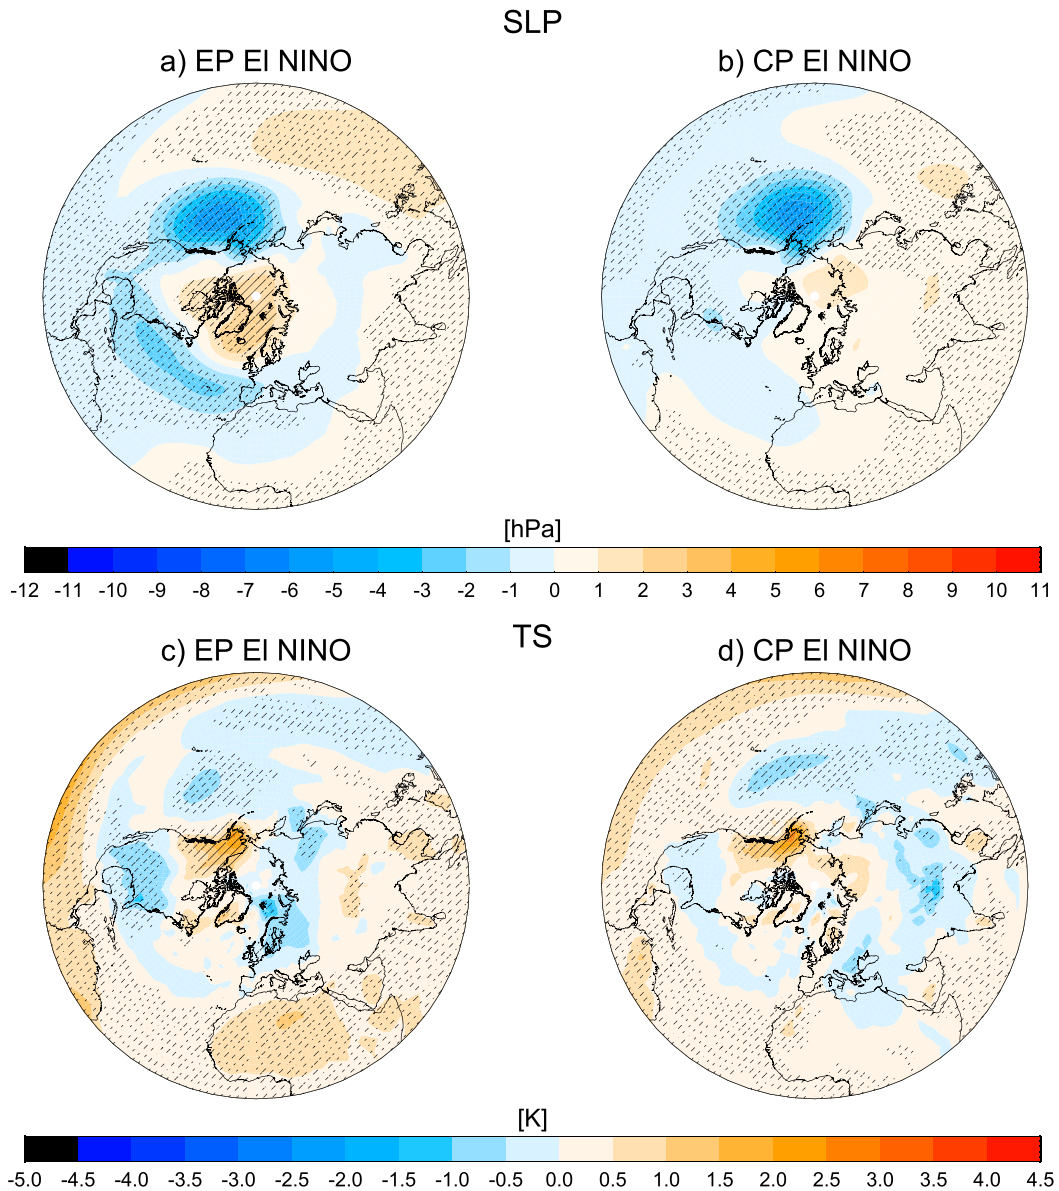 SLP
a) EP El NINO
b) CP El NINO
[hPa]
-12 -11 -10 -9 -8 -7 -6 -5 -4 -3 -2 -1 0 1 2 3 4 5 6 7 8 9 10 11
TS
c) EP El NINO
d) CP El NINO
[K]
-5.0 -4.5 -4.0 -3.5 -3.0 -2.5 -2.0 -1.5 -1.0 -0.5 0.0 0.5 1.0 1.5 2.0 2.5 3.0 3.5 4.0 4.5